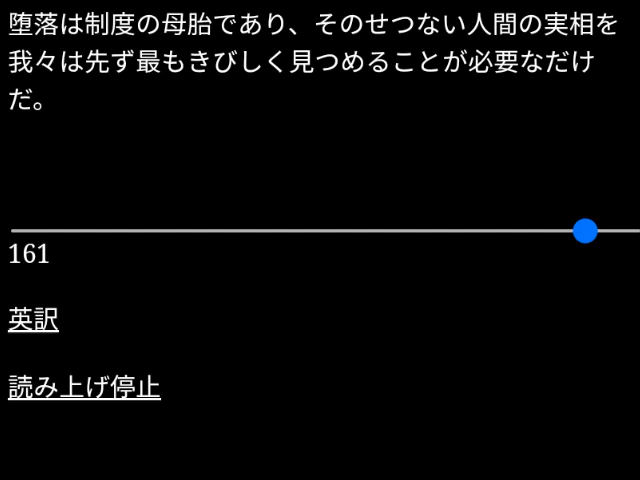 堕落は制度の母胎であり、そのせつない人間の実相を
我々は先ず最もきびしく見つめることが必要なだけ
だ。
161
英訳
読み上げ停止